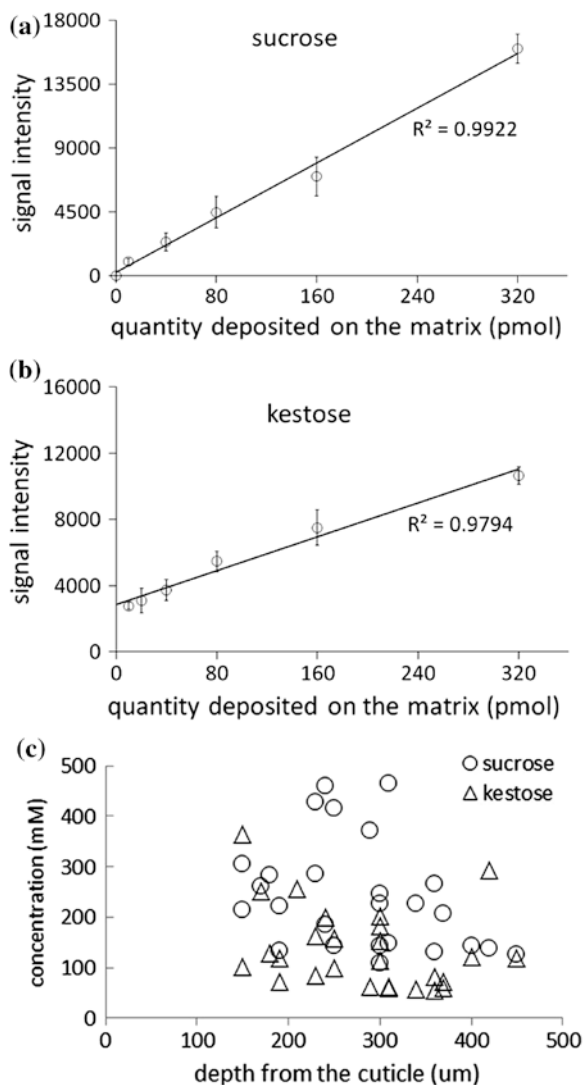 (a)
sucrose
signal intensity
18000
13500
9000
4500
0
R² = 0.9922
0 80 160 240 320
quantity deposited on the matrix (pmol)
(b)
kestose
signal intensity
16000
12000
8000
4000
0
R² = 0.9794
0 80 160 240 320
quantity deposited on the matrix (pmol)
(c)
sucrose
kestose
concentration (mM)
500
400
300
200
100
0
0 100 200 300 400 500
depth from the cuticle (um)